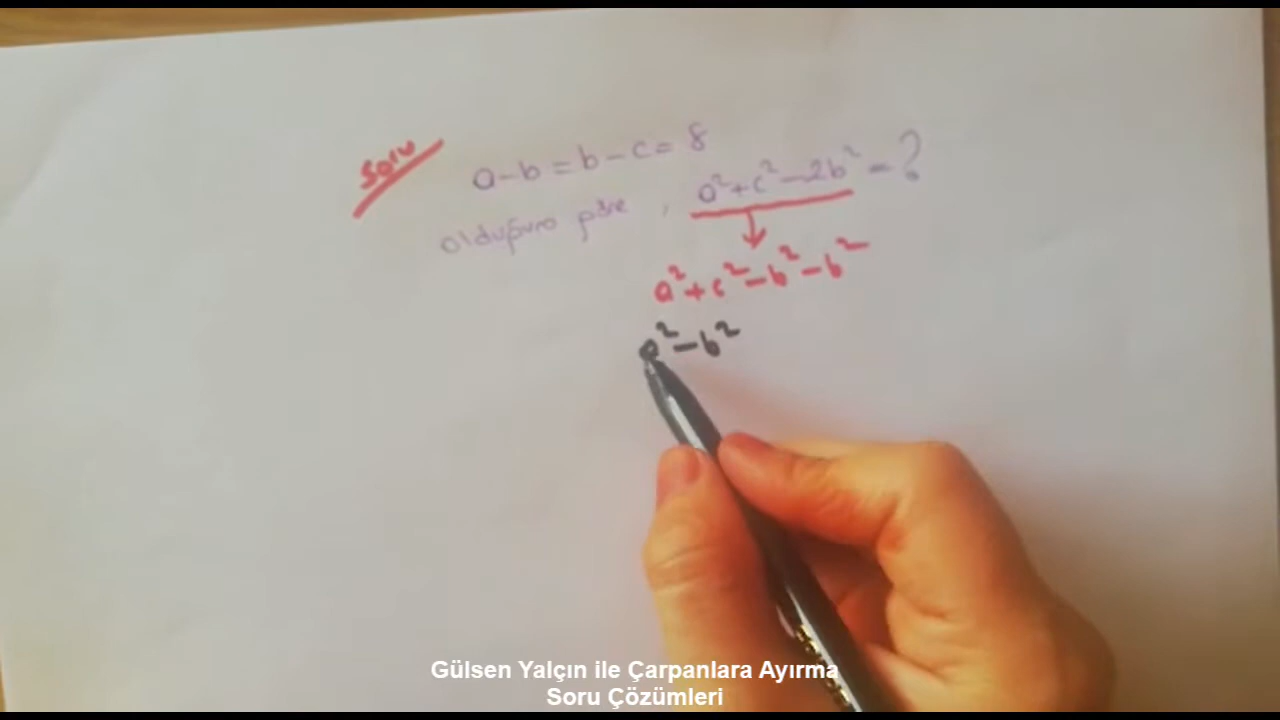 Soru
a-b=b-c=8
olduğuna göre, a²+c²-2b²=?
a²+c²-b²-b²
a²-b²
Gülsen Yalçın ile Çarpanlara Ayırma
Soru Çözümleri